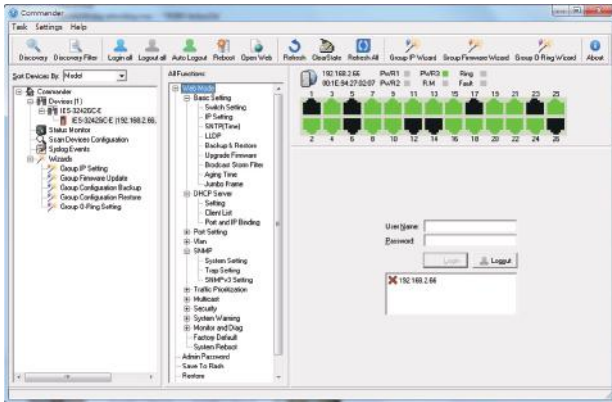 Commander
Task Settings Help
Discovery Discovery Filter Login all Logout all Auto Logout Reboot Open Web Refresh ClearState Refresh All Group IP Wizard Group Firmware Wizard Group O-Ring Wizard About
Sort Devices By: Model
Commander
Devices (1)
IES-3242GC-E
IES-3242GC-E (192.168.2.66,
Status Monitor
Scan Devices Configuration
Syslog Events
Wizards
Group IP Setting
Group Firmware Update
Group Configuration Backup
Group Configuration Restore
Group O-Ring Setting
All Functions:
Web Mode
Basic Setting
Switch Setting
IP Setting
SNTP(Time)
LLDP
Backup & Restore
Upgrade Firmware
Brodcast Storm Filter
Aging Time
Jumbo Frame
DHCP Server
Setting
Client List
Port and IP Binding
Port Setting
Vlan
SNMP
System Setting
Trap Setting
SNMPv3 Setting
Traffic Prioritization
Multicast
Security
System Warning
Monitor and Diag
Factory Default
System Reboot
Admin Password
Save To Flash
Restore
192.168.2.66 PWR1 PWR3 Ring
00:1E:94:27:02:07 PWR2 R.M Fault
1 3 5 7 9 11 13 15 17 19 21 23 25
2 4 6 8 10 12 14 16 18 20 22 24 26
User Name:
Password:
Login Logout
192.168.2.66